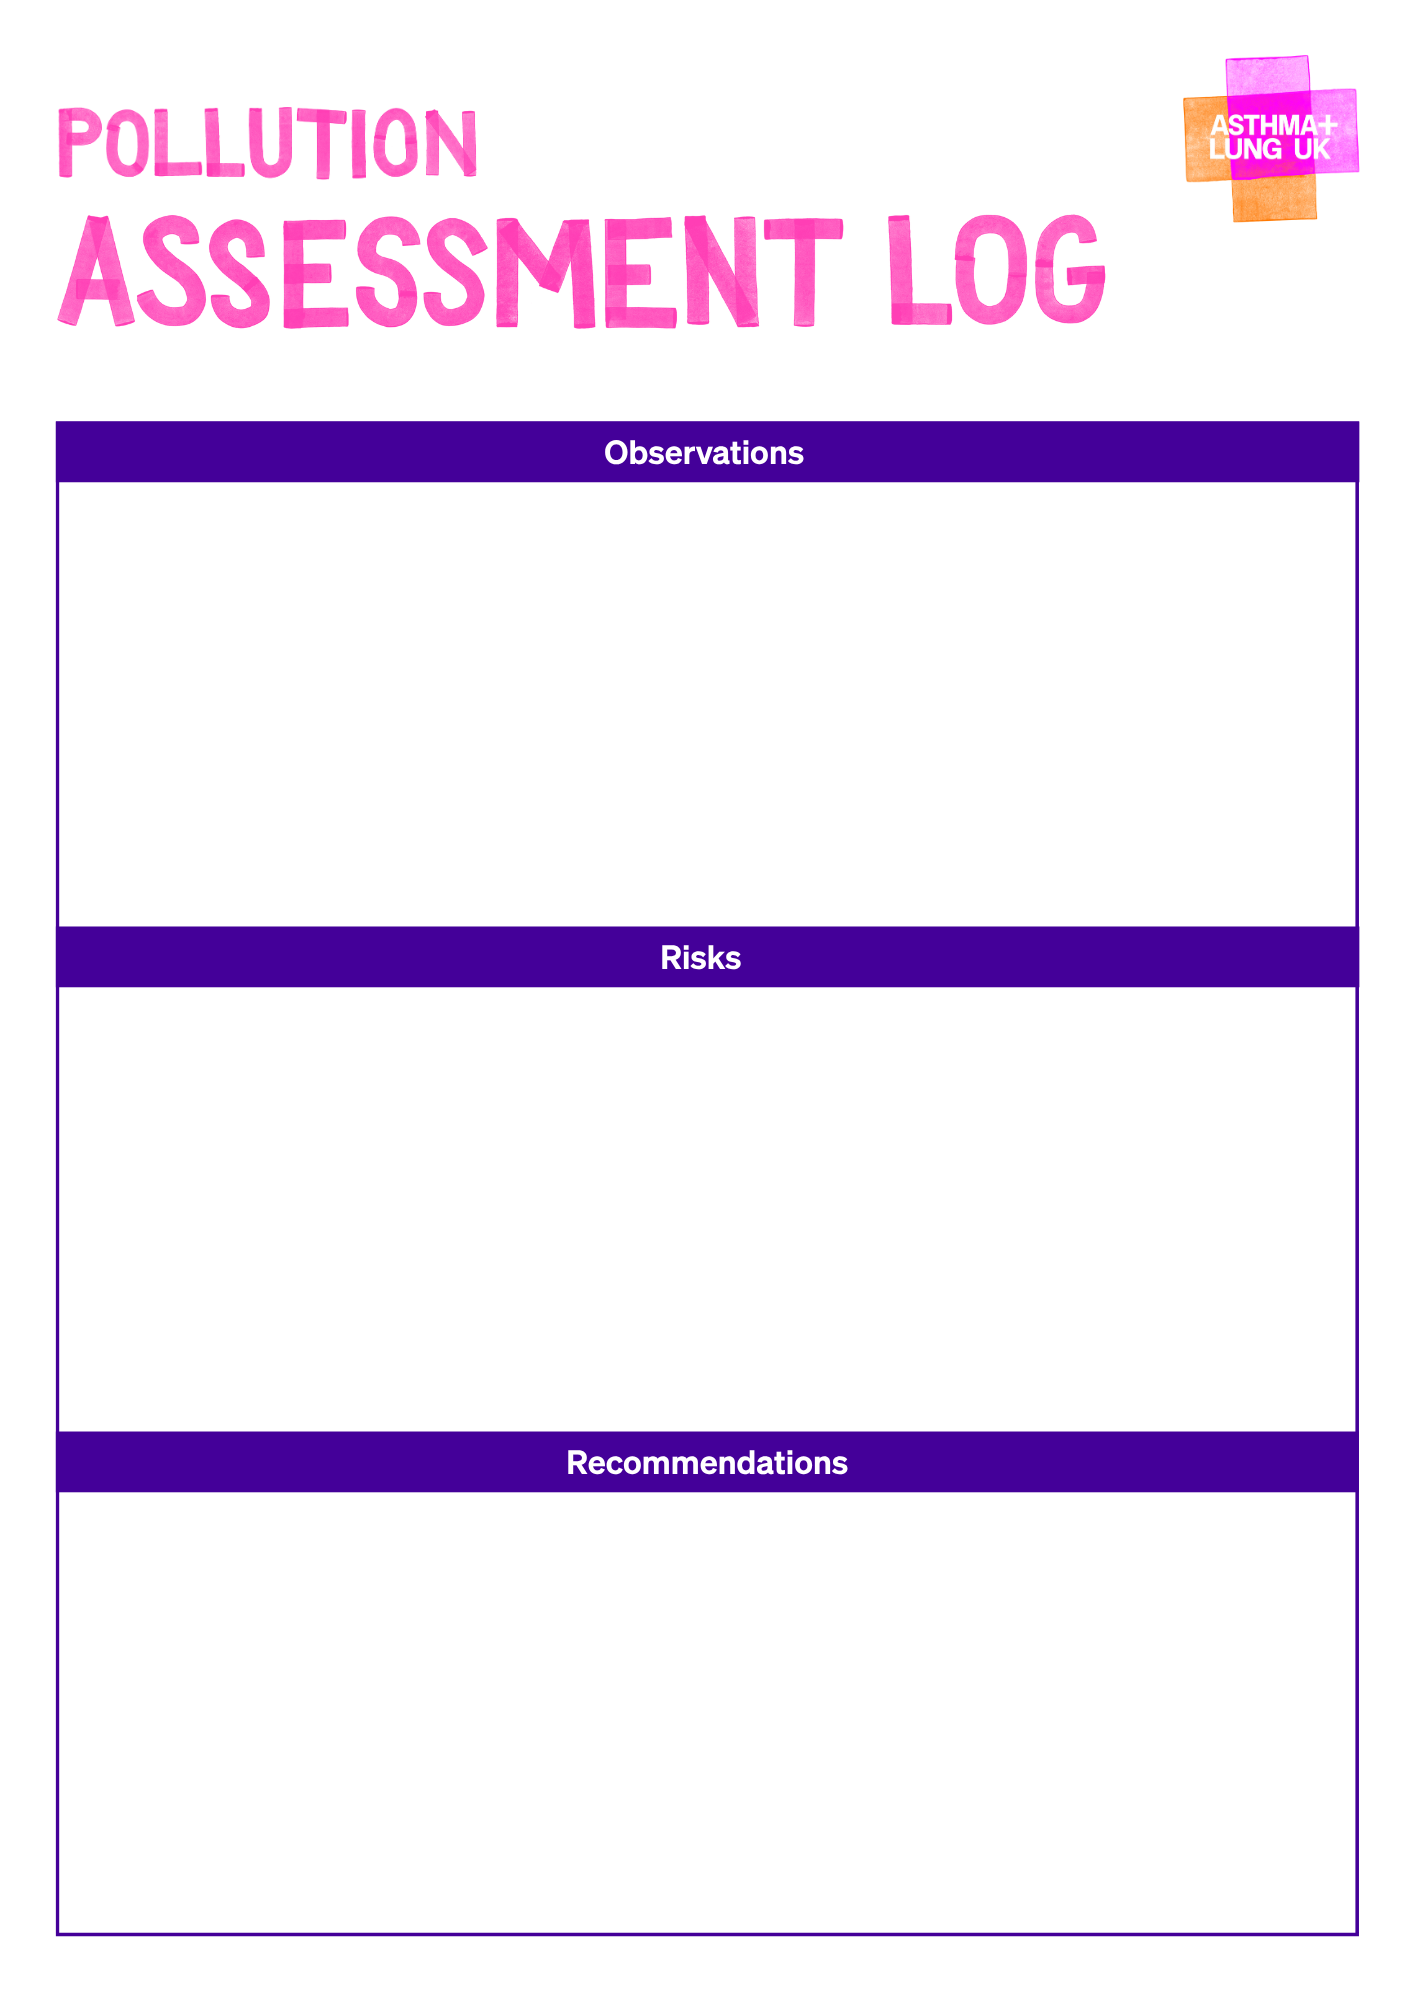 POLLUTION
ASSESSMENT LOG
ASTHMA+
LUNG UK
Observations
Risks
Recommendations